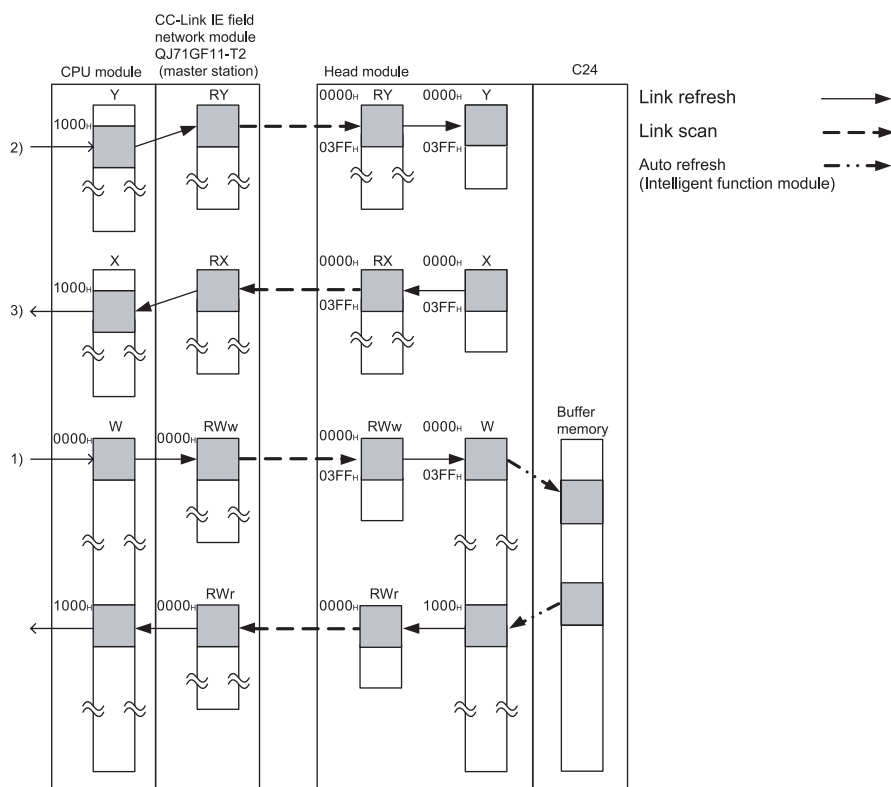 CC-Link IE field
network module
QJ71GF11-T2
(master station)
CPU module
Head module
C24
Y
RY
0000H RY
0000H Y
1000H
2)
03FFH
03FFH
Link refresh
Link scan
Auto refresh
(Intelligent function module)
X
RX
0000H RX
0000H X
1000H
3)
03FFH
03FFH
Buffer
memory
W
RWw
RWw
W
0000H
0000H
0000H
0000H
1)
03FFH
03FFH
RWr
RWr
1000H
0000H
0000H
1000H